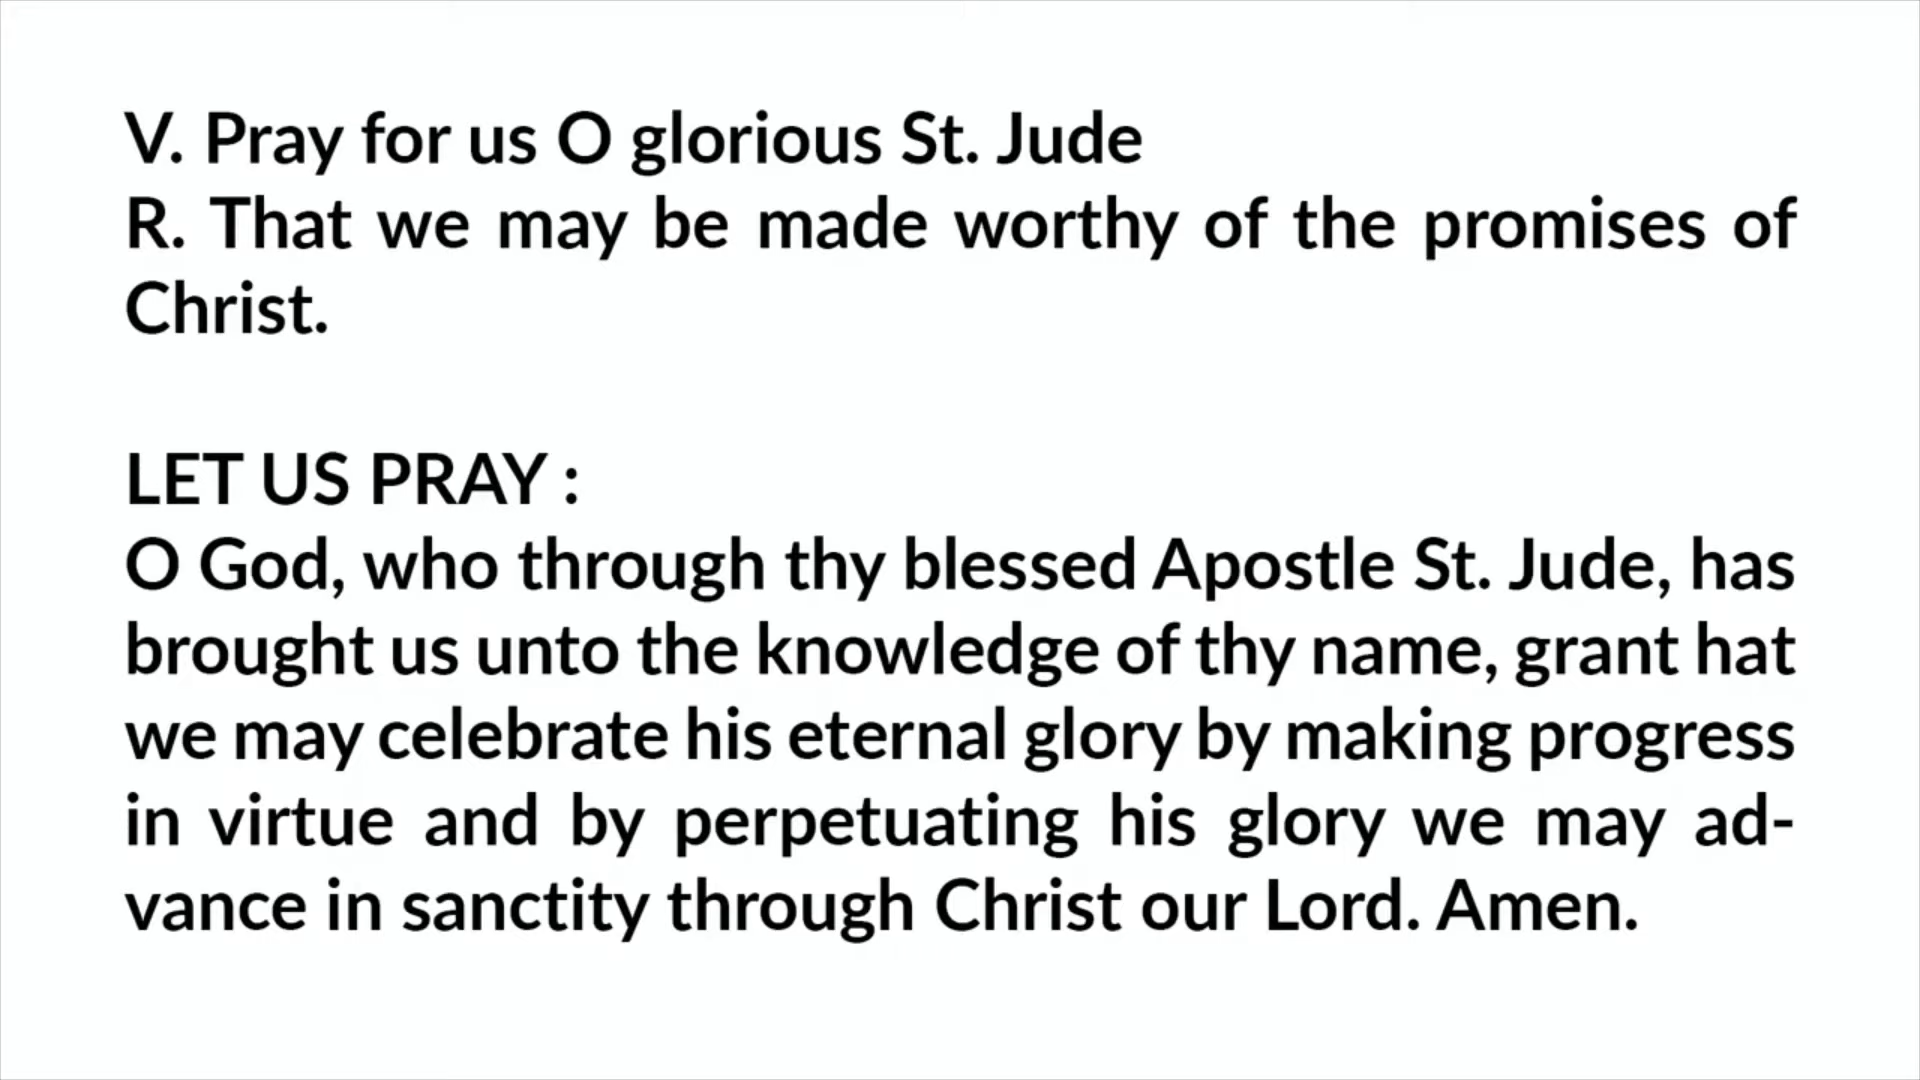 V. Pray for us O glorious St. Jude
R. That we may be made worthy of the promises of
Christ.
LET US PRAY :
O God, who through thy blessed Apostle St. Jude, has
brought us unto the knowledge of thy name, grant hat
we may celebrate his eternal glory by making progress
in virtue and by perpetuating his glory we may ad-
vance in sanctity through Christ our Lord. Amen.